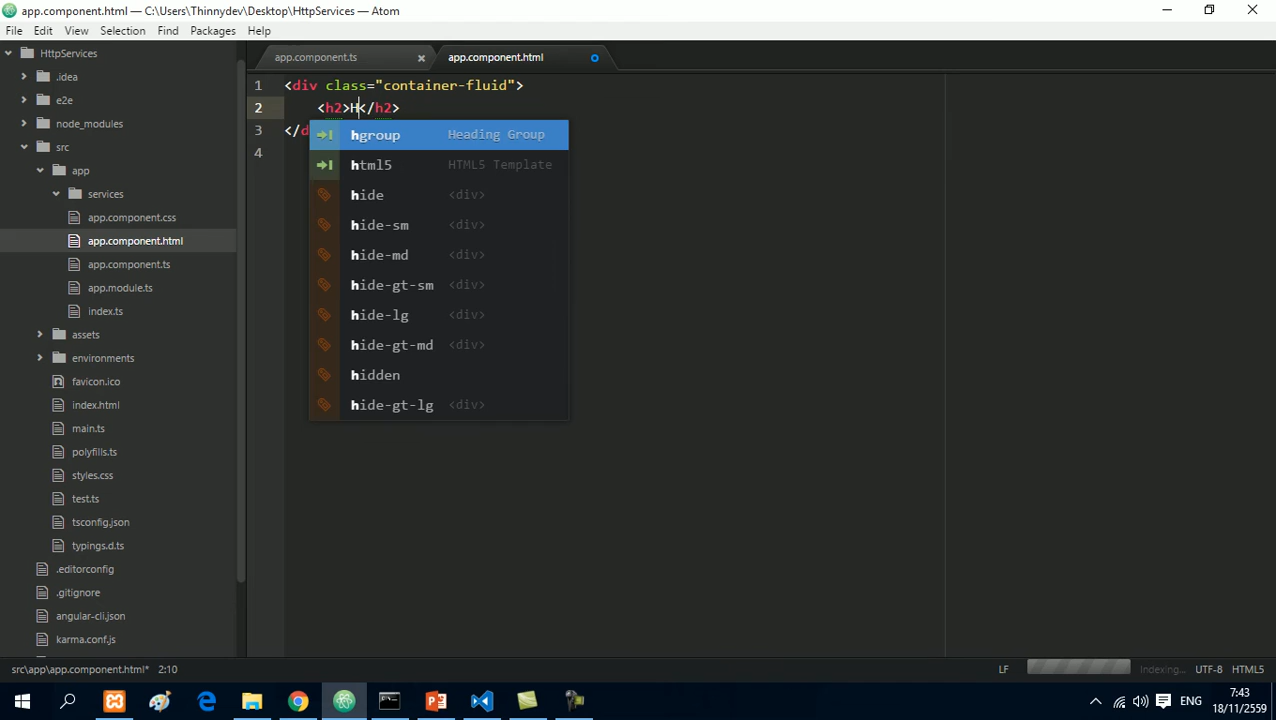 app.component.html — C:\Users\Thinnydev\Desktop\HttpServices — Atom
File Edit View Selection Find Packages Help
HttpServices
.idea
e2e
node_modules
src
app
services
app.component.css
app.component.html
app.component.ts
app.module.ts
index.ts
assets
environments
favicon.ico
index.html
main.ts
polyfills.ts
styles.css
test.ts
tsconfig.json
typings.d.ts
.editorconfig
.gitignore
angular-cli.json
karma.conf.js
app.component.ts
app.component.html
1 <div class="container-fluid">
2 <h2>H</h2>
3 </d
4
hgroup Heading Group
html5 HTML5 Template
hide <div>
hide-sm <div>
hide-md <div>
hide-gt-sm <div>
hide-lg <div>
hide-gt-md <div>
hidden
hide-gt-lg <div>
src\app\app.component.html* 2:10
LF Indexing... UTF-8 HTML5
ENG
7:43
18/11/2559